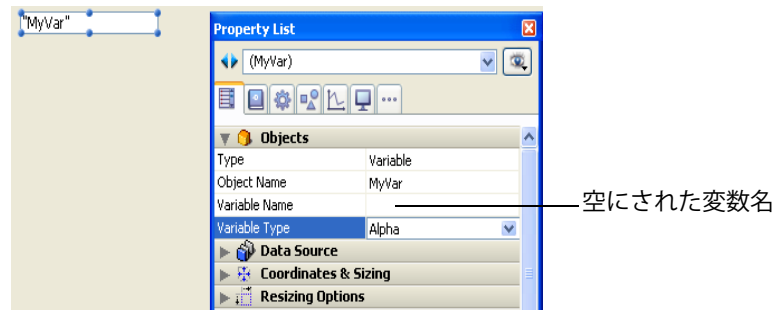 "MyVar"
Property List
(MyVar)
Objects
Type Variable
Object Name MyVar
Variable Name
空にされた変数名
Variable Type Alpha
Data Source
Coordinates & Sizing
Resizing Options